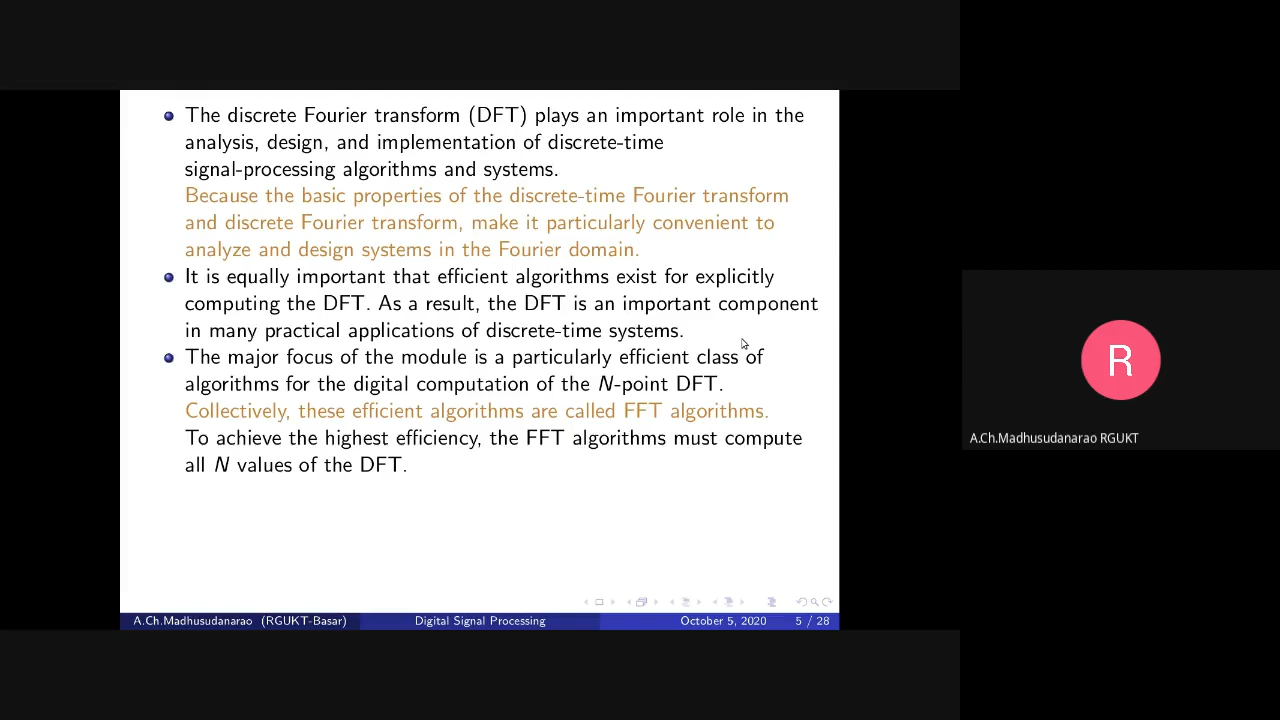 The discrete Fourier transform (DFT) plays an important role in the
analysis, design, and implementation of discrete-time
signal-processing algorithms and systems.
Because the basic properties of the discrete-time Fourier transform
and discrete Fourier transform, make it particularly convenient to
analyze and design systems in the Fourier domain.
It is equally important that efficient algorithms exist for explicitly
computing the DFT. As a result, the DFT is an important component
in many practical applications of discrete-time systems.
The major focus of the module is a particularly efficient class of
algorithms for the digital computation of the N-point DFT.
Collectively, these efficient algorithms are called FFT algorithms.
To achieve the highest efficiency, the FFT algorithms must compute
all N values of the DFT.
A.Ch.Madhusudanarao (RGUKT-Basar) Digital Signal Processing October 5, 2020 5 / 28
R
A.Ch.Madhusudanarao RGUKT